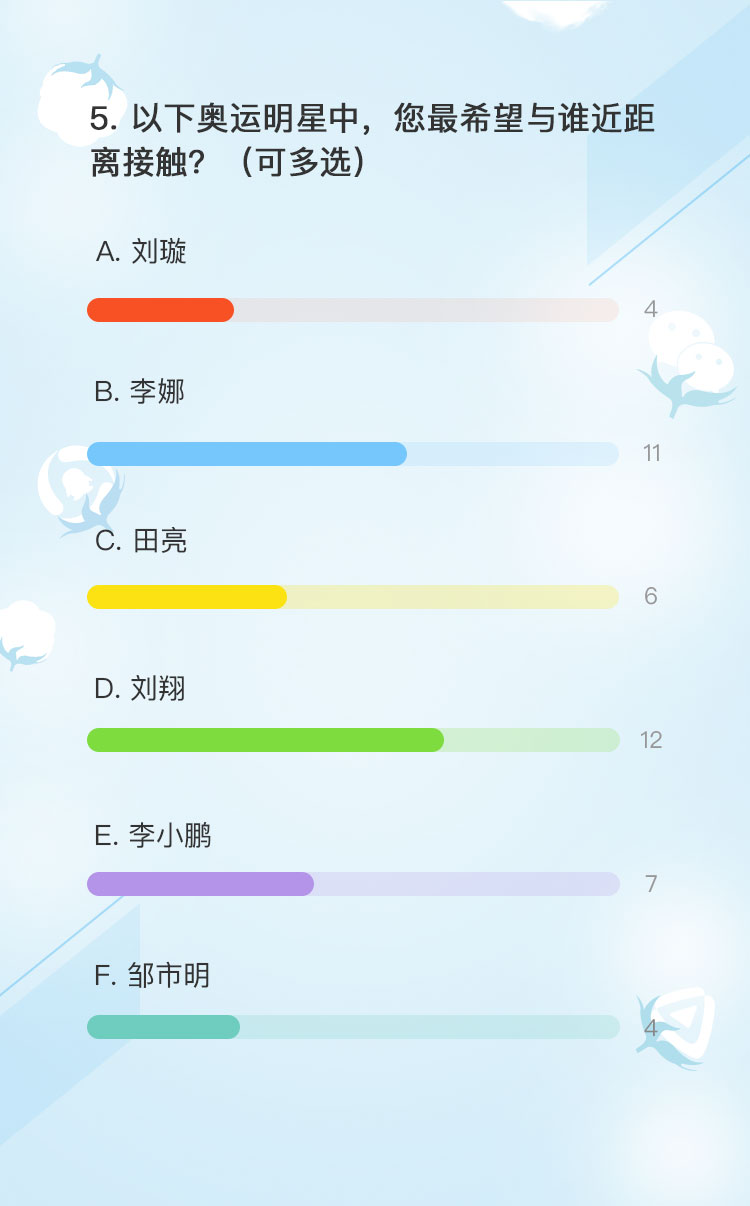 5. 以下奥运明星中，您最希望与谁近距
离接触？（可多选）
A. 刘璇
4
B. 李娜
11
C. 田亮
6
D. 刘翔
12
E. 李小鹏
7
F. 邹市明
4